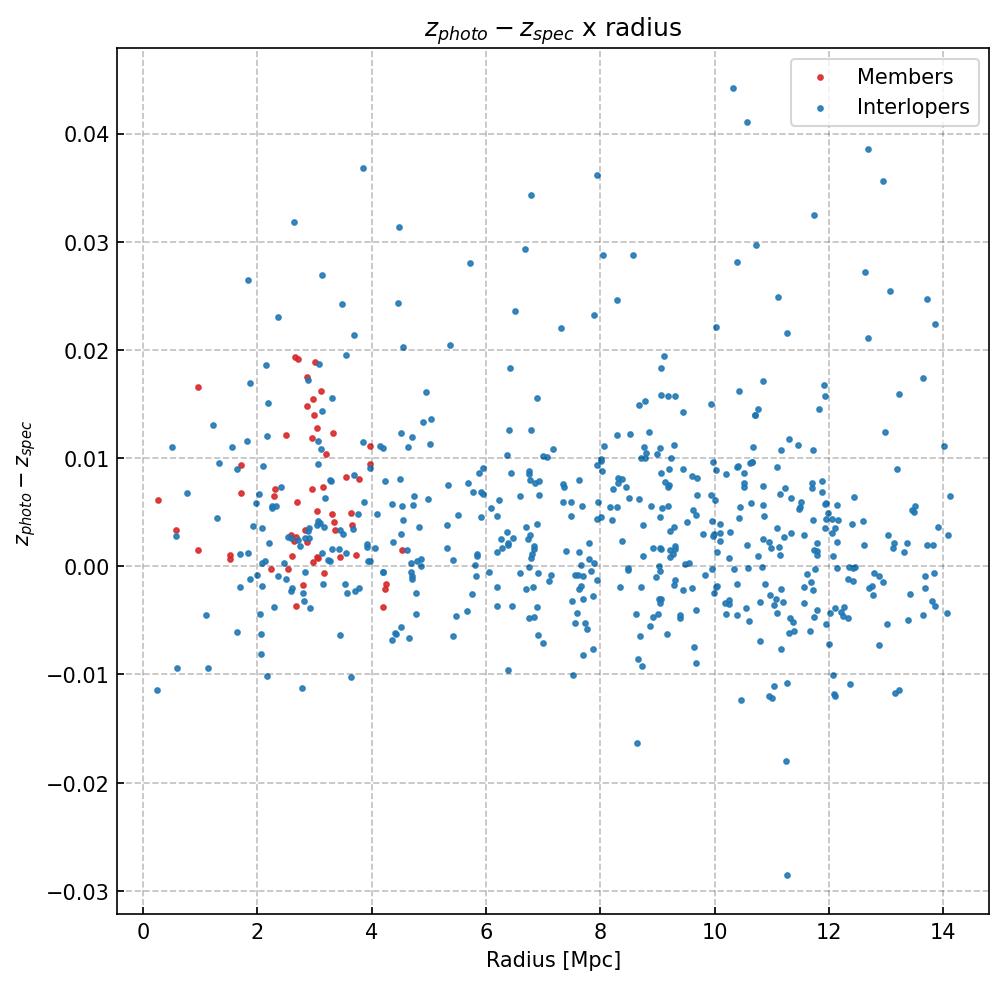 z_photo − z_spec x radius
Members
Interlopers
0.04
0.03
0.02
0.01
0.00
−0.01
−0.02
−0.03
z_photo − z_spec
0 2 4 6 8 10 12 14
Radius [Mpc]